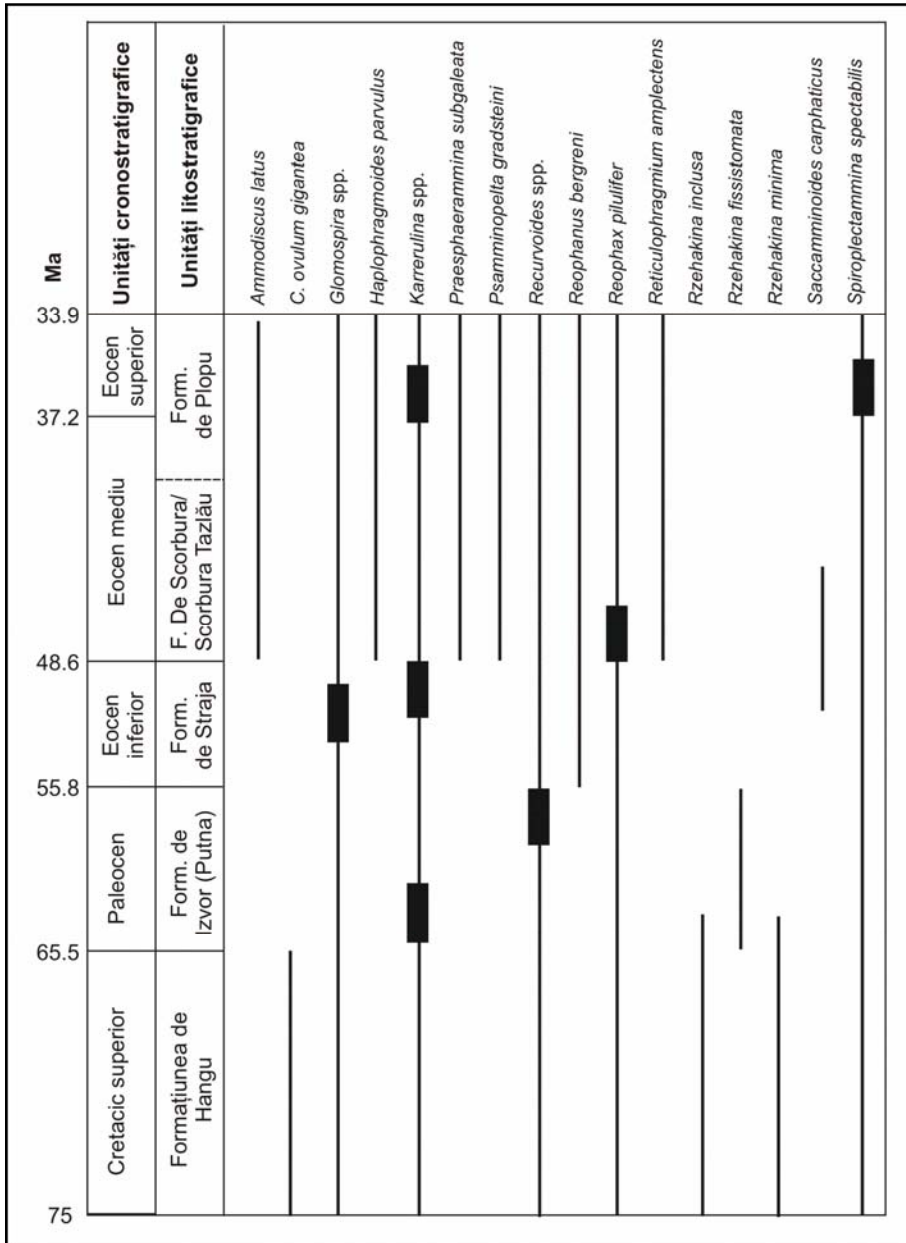 Ma
Unități cronostratigrafice
Unități litostratigrafice
Ammodiscus latus
C. ovulum gigantea
Glomospira spp.
Haplophragmoides parvulus
Karrerulina spp.
Praesphaerammina subgaleata
Psamminopelta gradsteini
Recurvoides spp.
Reophanus bergreni
Reophax pilulifer
Reticulophragmium amplectens
Rzehakina inclusa
Rzehakina fissistomata
Rzehakina minima
Saccamminoides carphaticus
Spiroplectammina spectabilis
33.9
Eocen
superior
Form.
de Plopu
37.2
Eocen mediu
F. De Scorbura/
Scorbura Tazlău
48.6
Eocen
inferior
Form.
de Straja
55.8
Paleocen
Form. de
Izvor (Putna)
65.5
Cretacic superior
Formațiunea de
Hangu
75